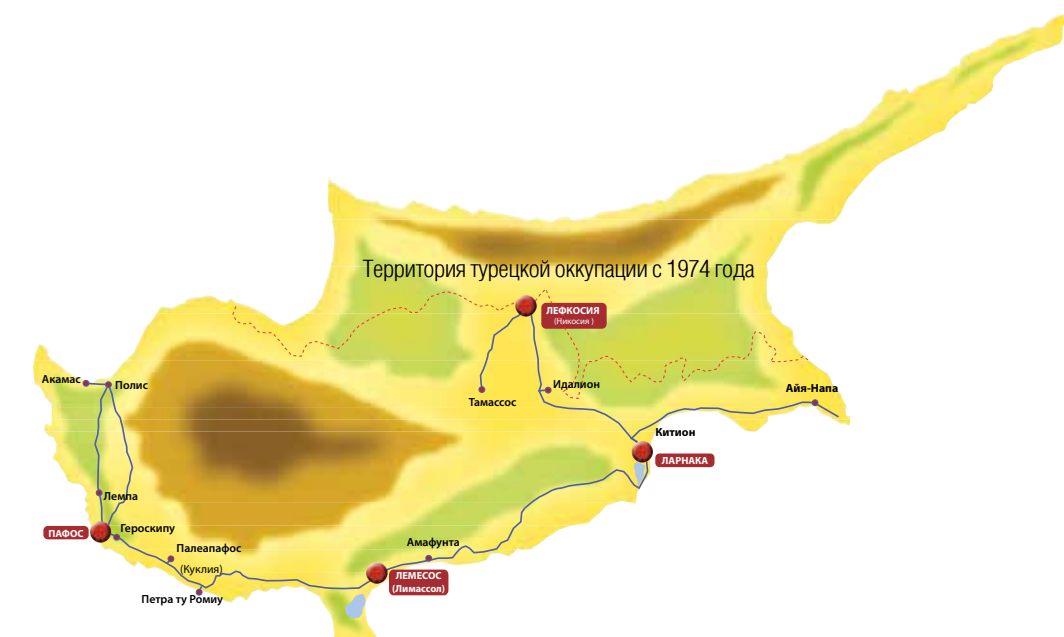 Территория турецкой оккупации с 1974 года
ЛЕФКОСИЯ
(Никосия )
Акамас
Полис
Идалион
Тамассос
Айя-Напа
Китион
ЛАРНАКА
Лемпа
ПАФОС
Героскипу
Палеапафос
(Куклия)
Амафунта
ЛЕМЕСОС
(Лимассол)
Петра ту Ромиу